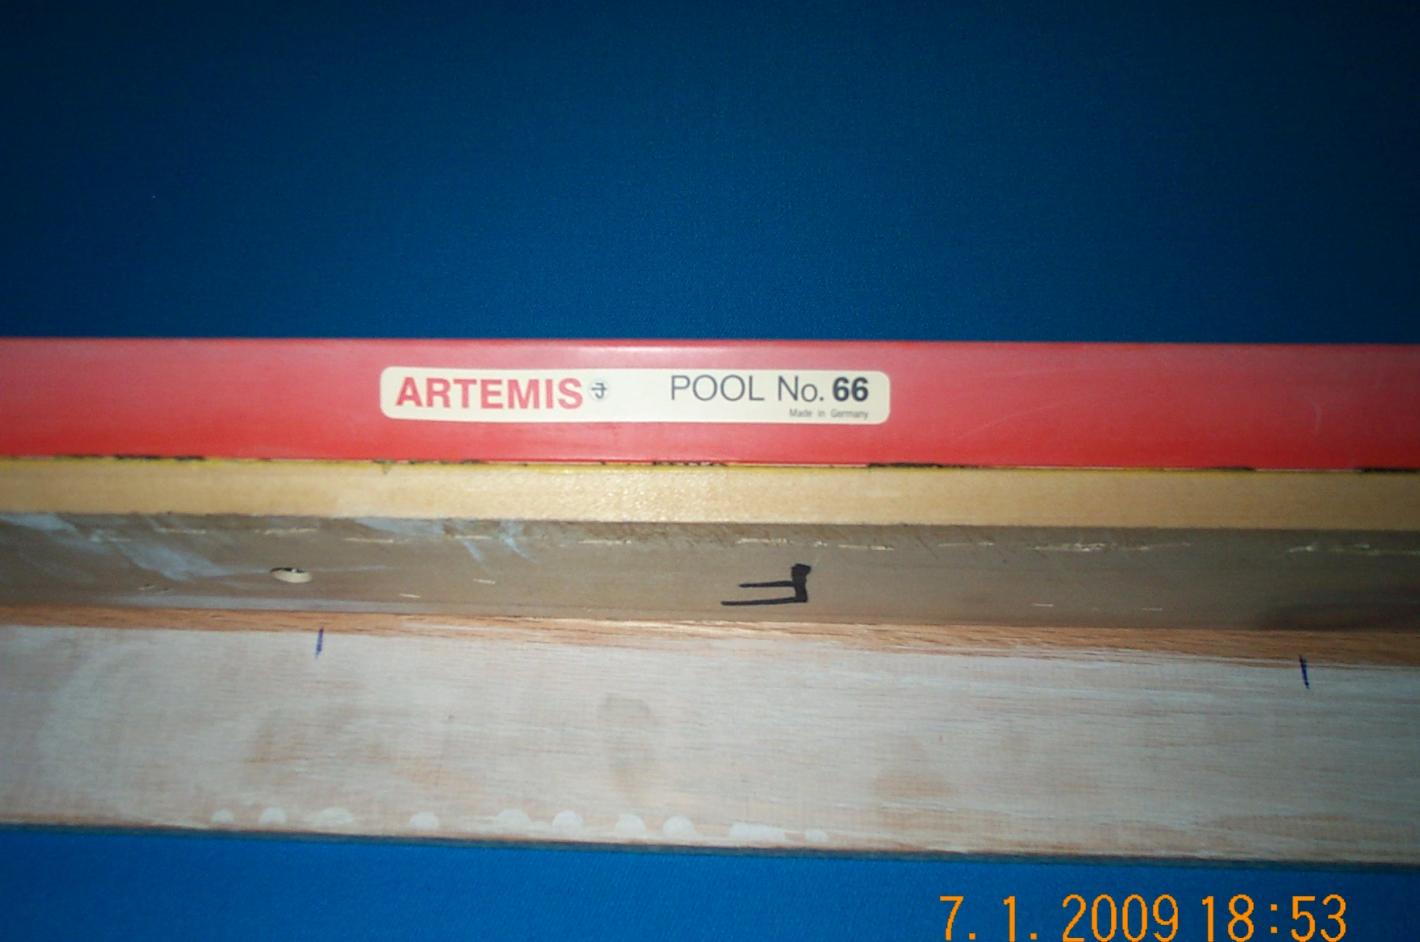 ARTEMIS POOL No. 66
Made in Germany
7. 1. 2009 18:53